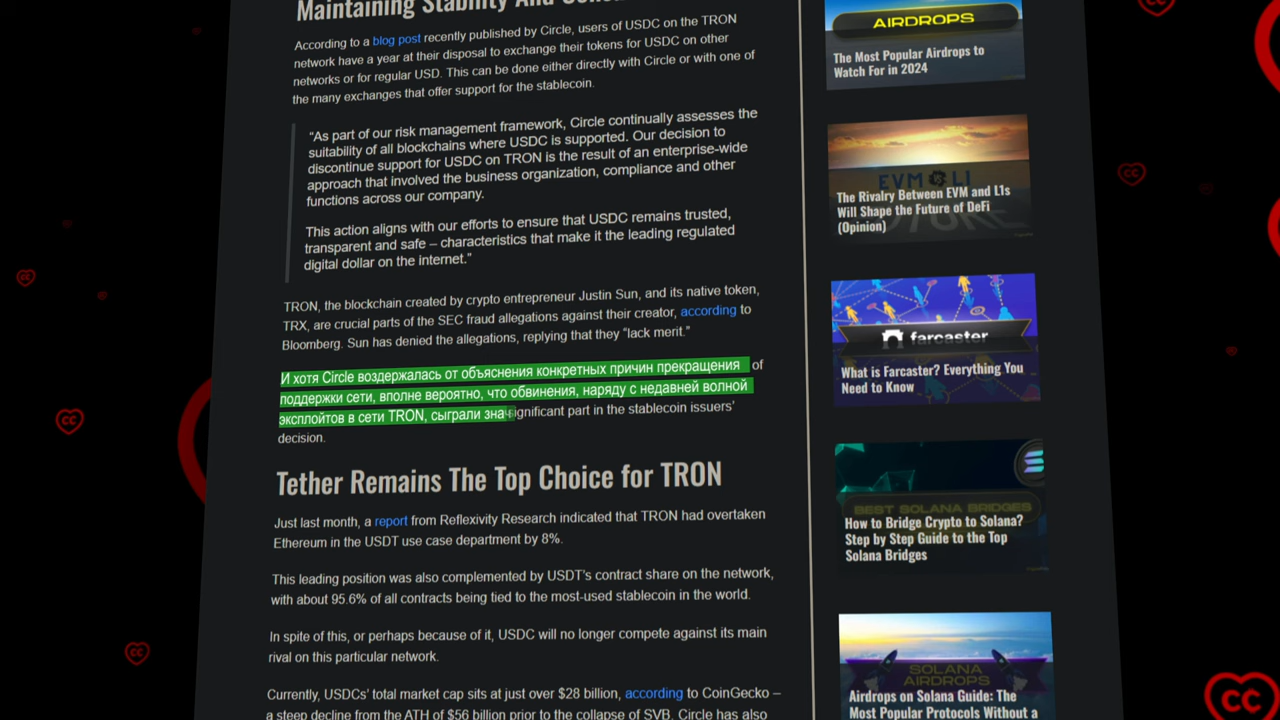 Maintaining Stability And
According to a blog post recently published by Circle, users of USDC on the TRON
network have a year at their disposal to exchange their tokens for USDC on other
networks or for regular USD. This can be done either directly with Circle or with one of
the many exchanges that offer support for the stablecoin.
“As part of our risk management framework, Circle continually assesses the
suitability of all blockchains where USDC is supported. Our decision to
discontinue support for USDC on TRON is the result of an enterprise-wide
approach that involved the business organization, compliance and other
functions across our company.
This action aligns with our efforts to ensure that USDC remains trusted,
transparent and safe – characteristics that make it the leading regulated
digital dollar on the internet.”
TRON, the blockchain created by crypto entrepreneur Justin Sun, and its native token,
TRX, are crucial parts of the SEC fraud allegations against their creator, according to
Bloomberg. Sun has denied the allegations, replying that they “lack merit.”
И хотя Circle воздержалась от объяснения конкретных причин прекращения of
поддержки сети, вполне вероятно, что обвинения, наряду с недавней волной
эксплойтов в сети TRON, сыграли знач significant part in the stablecoin issuers’
decision.
Tether Remains The Top Choice for TRON
Just last month, a report from Reflexivity Research indicated that TRON had overtaken
Ethereum in the USDT use case department by 8%.
This leading position was also complemented by USDT’s contract share on the network,
with about 95.6% of all contracts being tied to the most-used stablecoin in the world.
In spite of this, or perhaps because of it, USDC will no longer compete against its main
rival on this particular network.
Currently, USDCs’ total market cap sits at just over $28 billion, according to CoinGecko –
a steep decline from the ATH of $56 billion prior to the collapse of SVB. Circle has also
AIRDROPS
The Most Popular Airdrops to
Watch For in 2024
EVM L1
The Rivalry Between EVM and L1s
Will Shape the Future of DeFi
(Opinion)
farcaster
What is Farcaster? Everything You
Need to Know
BEST SOLANA BRIDGES
How to Bridge Crypto to Solana?
Step by Step Guide to the Top
Solana Bridges
SOLANA
AIRDROPS
Airdrops on Solana Guide: The
Most Popular Protocols Without a
CC
CC
CC
CC
CC